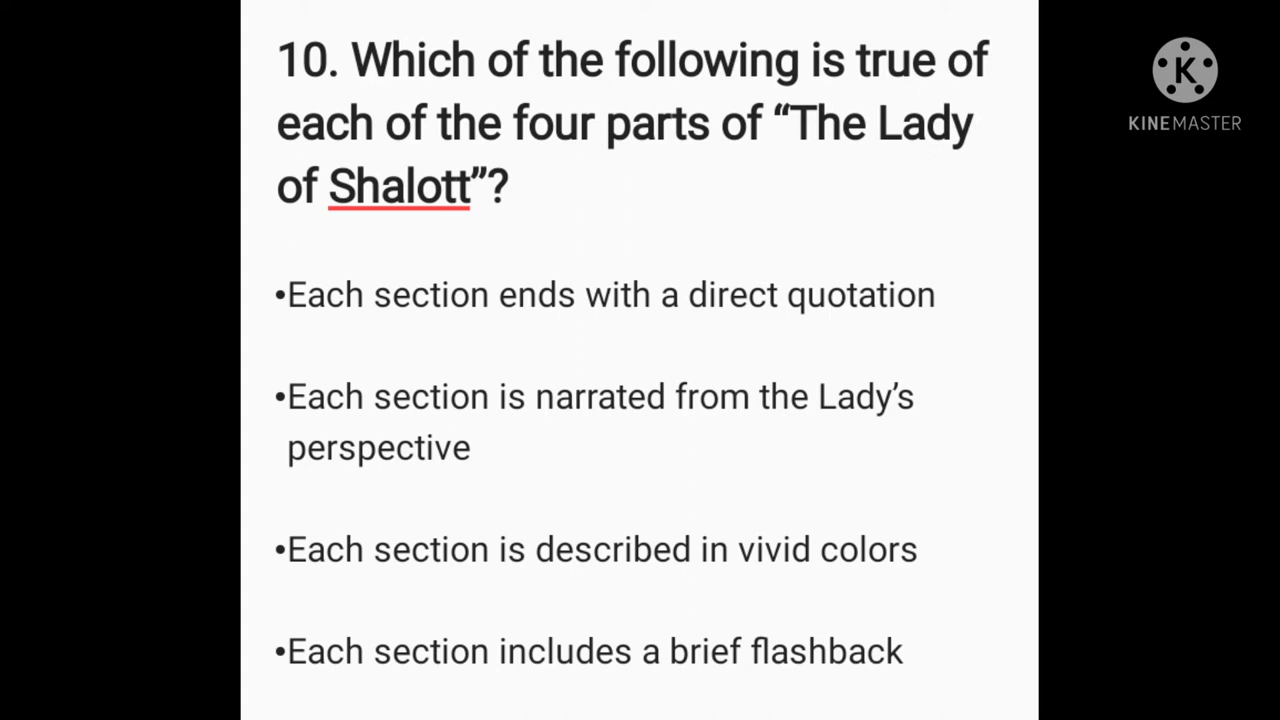 10. Which of the following is true of
each of the four parts of “The Lady
of Shalott”?
•Each section ends with a direct quotation
•Each section is narrated from the Lady’s
perspective
•Each section is described in vivid colors
•Each section includes a brief flashback
K
KINEMASTER